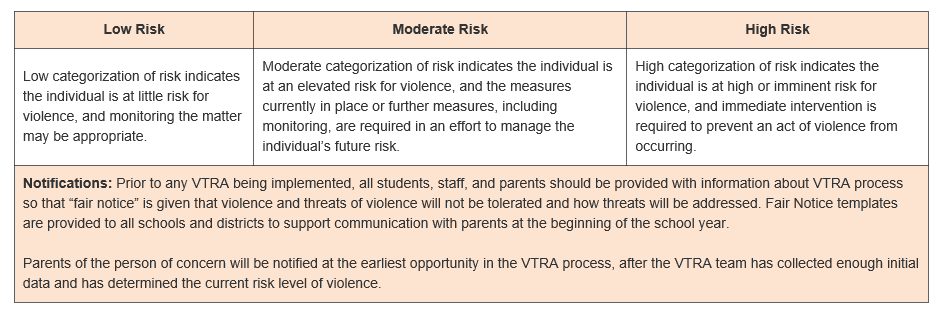 Low Risk
Moderate Risk
High Risk
Low categorization of risk indicates
the individual is at little risk for
violence, and monitoring the matter
may be appropriate.
Moderate categorization of risk indicates the individual is
at an elevated risk for violence, and the measures
currently in place or further measures, including
monitoring, are required in an effort to manage the
individual’s future risk.
High categorization of risk indicates the
individual is at high or imminent risk for
violence, and immediate intervention is
required to prevent an act of violence from
occurring.
Notifications: Prior to any VTRA being implemented, all students, staff, and parents should be provided with information about VTRA process
so that “fair notice” is given that violence and threats of violence will not be tolerated and how threats will be addressed. Fair Notice templates
are provided to all schools and districts to support communication with parents at the beginning of the school year.
Parents of the person of concern will be notified at the earliest opportunity in the VTRA process, after the VTRA team has collected enough initial
data and has determined the current risk level of violence.